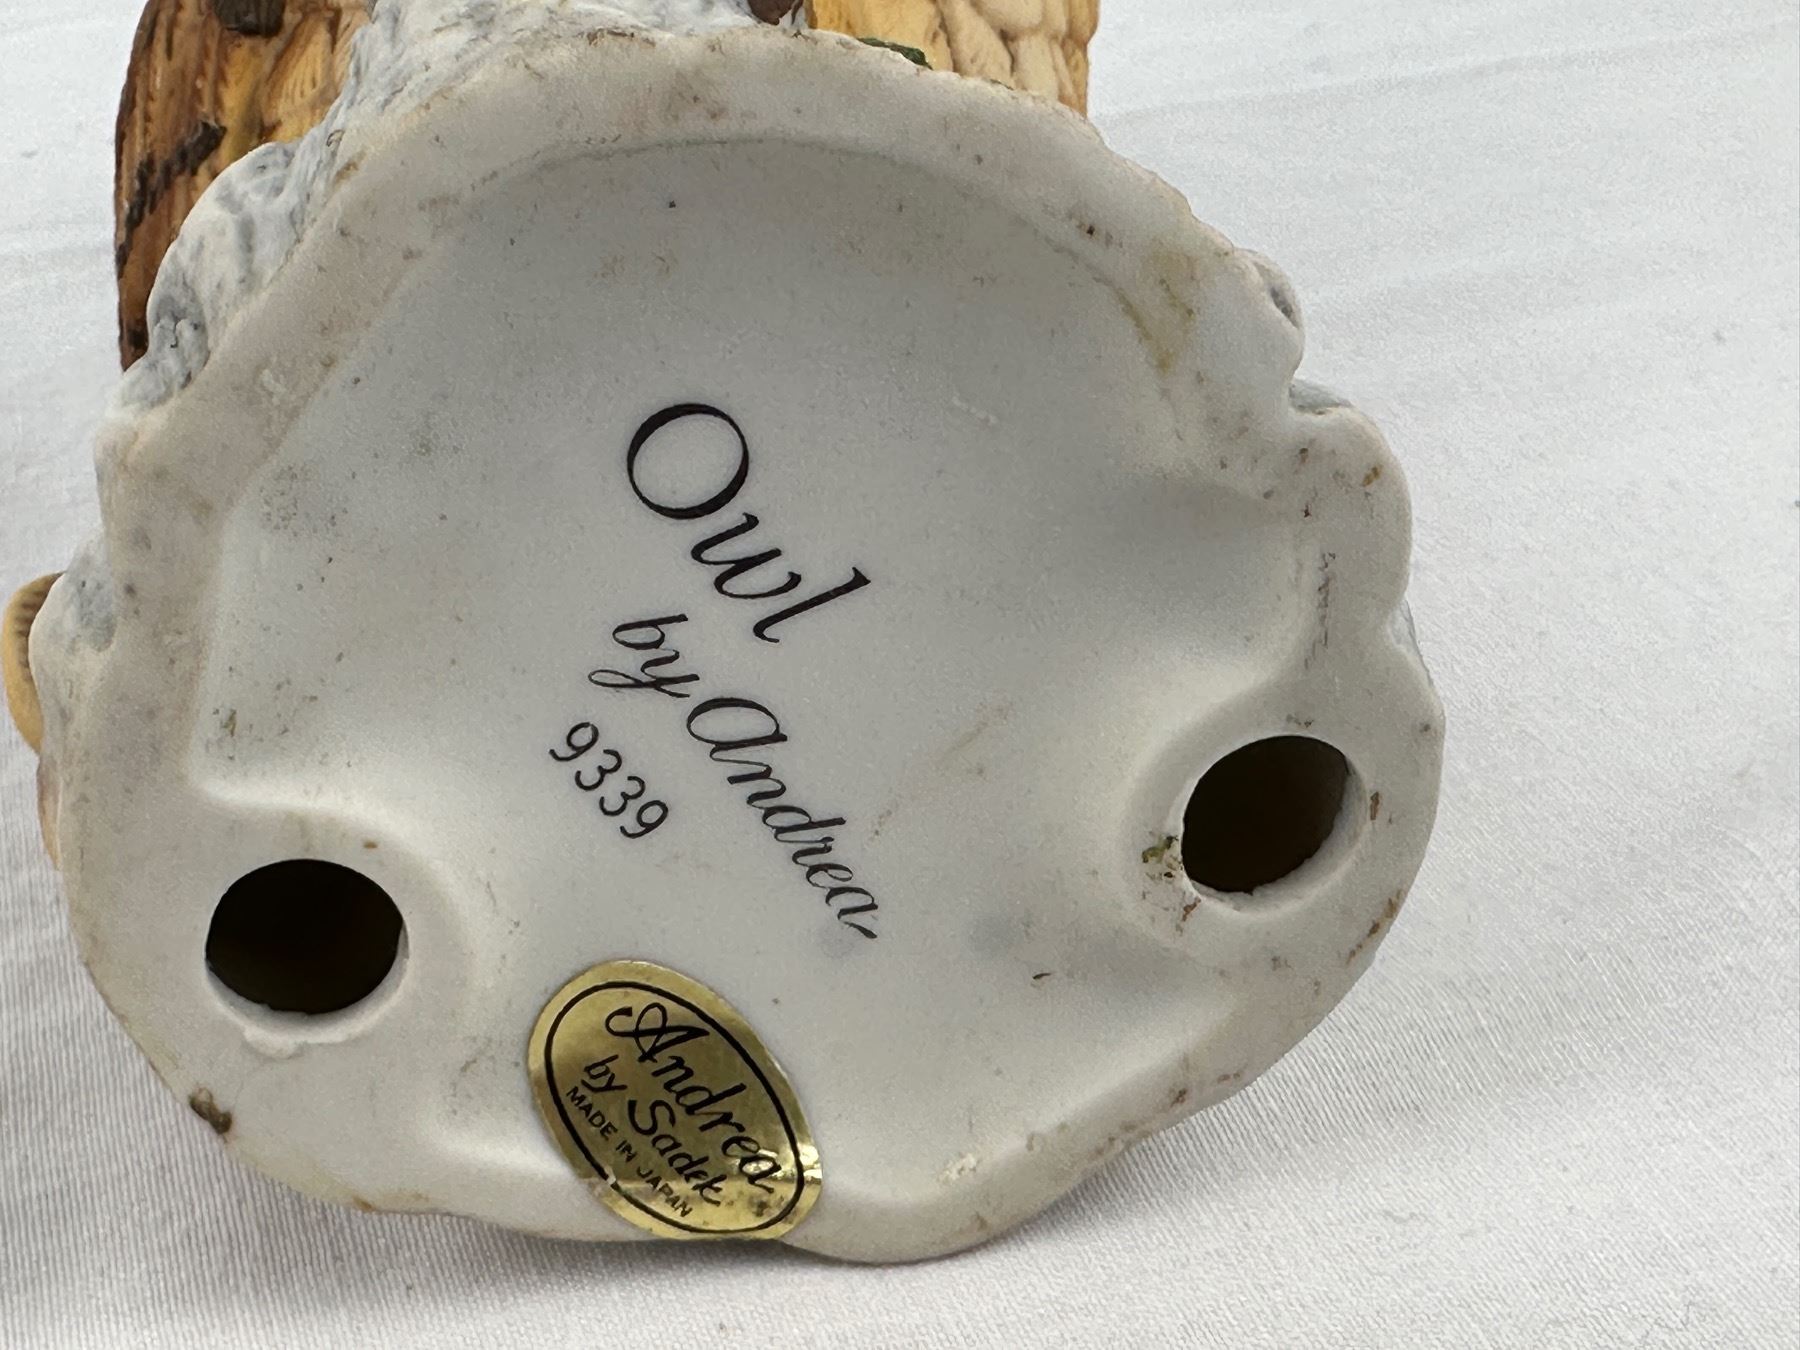 Owl
by Andrea
9339
Andrea
by Sadek
MADE IN JAPAN